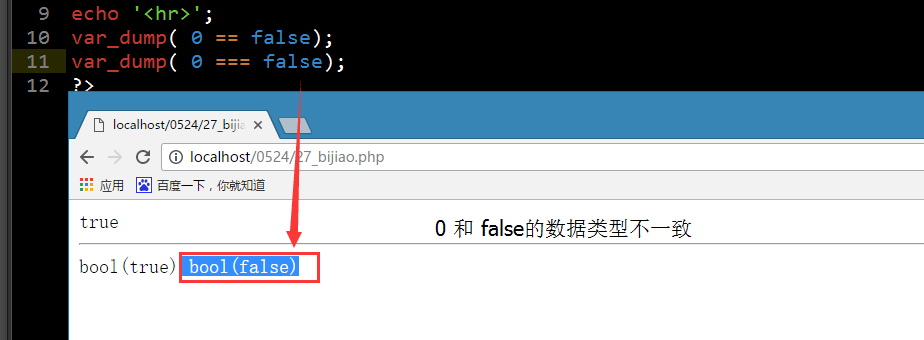 9 echo '<hr>';
10 var_dump( 0 == false);
11 var_dump( 0 === false);
12 ?>
localhost/0524/27_bija
localhost/0524/27_bijiao.php
应用 百度一下，你就知道
true
0 和 false的数据类型不一致
bool(true) bool(false)